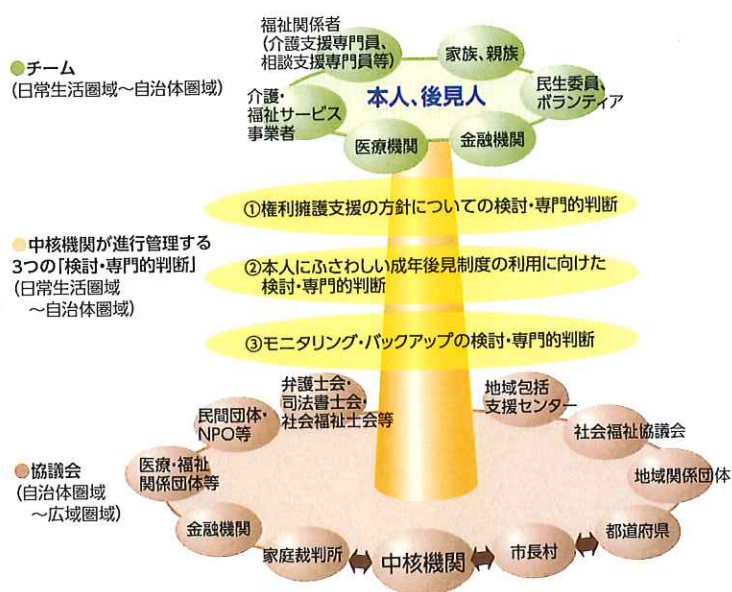 福祉関係者
(介護支援専門員、
相談支援専門員等)
家族、親族
●チーム
(日常生活圏域～自治体圏域)
民生委員、
ボランティア
本人、後見人
介護・
福祉サービス
事業者
医療機関
金融機関
①権利擁護支援の方針についての検討・専門的判断
●中核機関が進行管理する
3つの「検討・専門的判断」
(日常生活圏域
～自治体圏域)
②本人にふさわしい成年後見制度の利用に向けた
検討・専門的判断
③モニタリング・バックアップの検討・専門的判断
弁護士会・
司法書士会・
社会福祉士会等
地域包括
支援センター
民間団体・
NPO等
社会福祉協議会
●協議会
(自治体圏域
～広域圏域)
医療・福祉
関係団体等
地域関係団体
金融機関
家庭裁判所
中核機関
市長村
都道府県